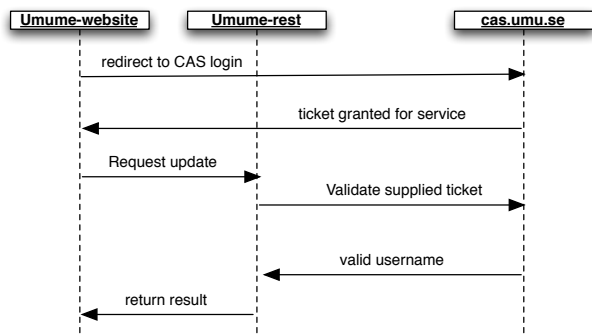 Umume-website
Umume-rest
cas.umu.se
redirect to CAS login
ticket granted for service
Request update
Validate supplied ticket
valid username
return result